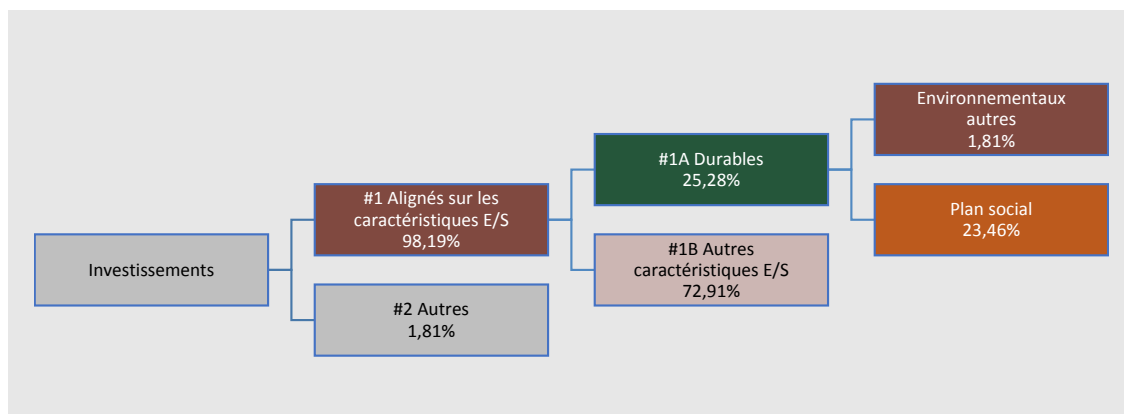 Investissements
#1 Alignés sur les
caractéristiques E/S
98,19%
#2 Autres
1,81%
#1A Durables
25,28%
#1B Autres
caractéristiques E/S
72,91%
Environnementaux
autres
1,81%
Plan social
23,46%